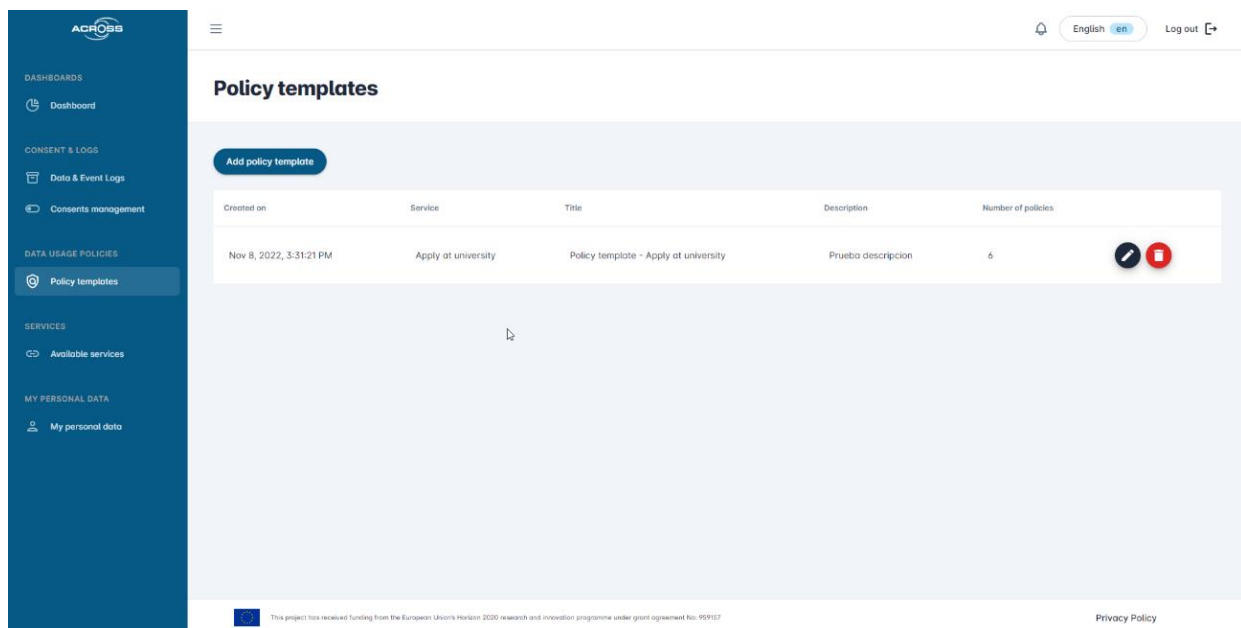 ACROSS
English en
Log out
DASHBOARDS
Dashboard
Policy templates
CONSENT & LOGS
Data & Event Logs
Consents management
Add policy template
Created on Service Title Description Number of policies
Nov 8, 2022, 3:31:21 PM Apply at university Policy template - Apply at university Prueba descripcion 6
DATA USAGE POLICIES
Policy templates
SERVICES
Available services
MY PERSONAL DATA
My personal data
This project has received funding from the European Union's Horizon 2020 research and innovation programme under grant agreement No: 959157
Privacy Policy